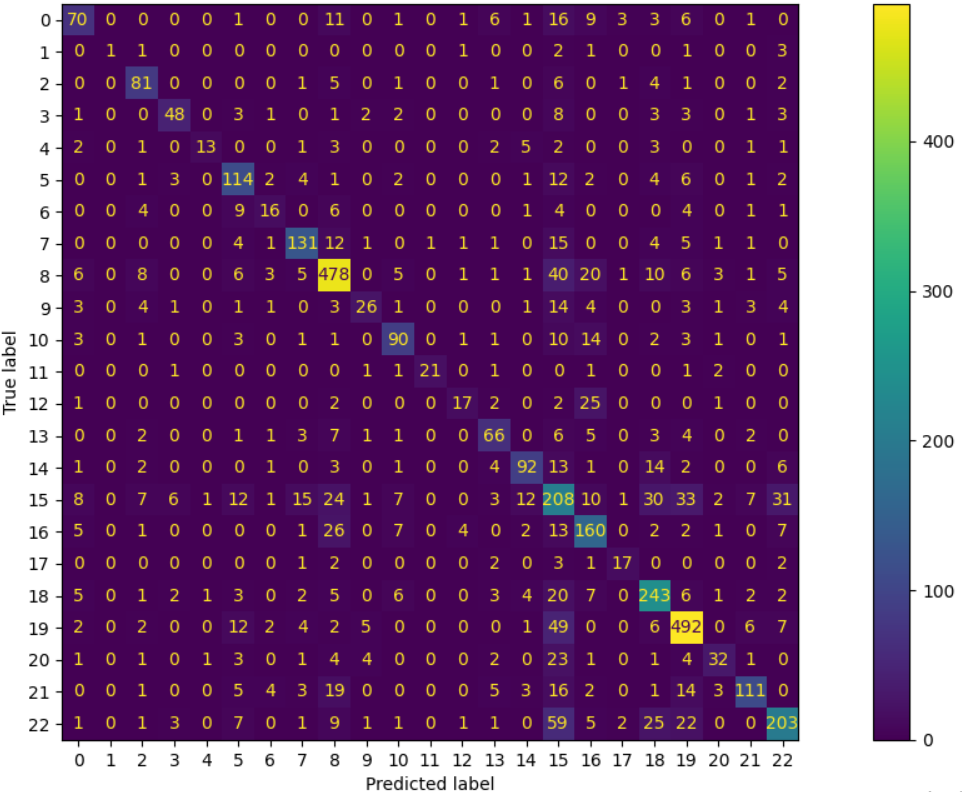 0 70 0 0 0 0 1 0 0 11 0 1 0 1 6 1 16 9 3 3 6 0 1 0
1 0 1 1 0 0 0 0 0 0 0 0 0 1 0 0 2 1 0 0 1 0 0 3
2 0 0 81 0 0 0 0 1 5 0 1 0 0 1 0 6 0 1 4 1 0 0 2
3 1 0 0 48 0 3 1 0 1 2 2 0 0 0 0 8 0 0 3 3 0 1 3
4 2 0 1 0 13 0 0 1 3 0 0 0 0 2 5 2 0 0 3 0 0 1 1
400
5 0 0 1 3 0 114 2 4 1 0 2 0 0 0 1 12 2 0 4 6 0 1 2
6 0 0 4 0 0 9 16 0 6 0 0 0 0 0 1 4 0 0 0 4 0 1 1
7 0 0 0 0 0 4 1 131 12 1 0 1 1 1 0 15 0 0 4 5 1 1 0
8 6 0 8 0 0 6 3 5 478 0 5 0 1 1 1 40 20 1 10 6 3 1 5
300
9 3 0 4 1 0 1 1 0 3 26 1 0 0 0 1 14 4 0 0 3 1 3 4
10 3 0 1 0 0 3 0 1 1 0 90 0 1 1 0 10 14 0 2 3 1 0 1
True label
11 0 0 0 1 0 0 0 0 0 1 1 21 0 1 0 0 1 0 0 1 2 0 0
12 1 0 0 0 0 0 0 0 2 0 0 0 17 2 0 2 25 0 0 0 1 0 0
13 0 0 2 0 0 1 1 3 7 1 1 0 0 66 0 6 5 0 3 4 0 2 0
200
14 1 0 2 0 0 1 0 0 3 0 1 0 0 4 92 13 1 0 14 2 0 0 6
15 8 0 7 6 1 12 1 15 24 1 7 0 0 3 12 208 10 1 30 33 2 7 31
16 5 0 1 0 0 0 0 1 26 0 7 0 4 0 2 13 160 0 2 2 1 0 7
17 0 0 0 0 0 0 0 1 2 0 0 0 0 2 0 3 1 17 0 0 0 0 2
18 5 0 1 2 1 3 0 2 5 0 6 0 0 3 4 20 7 0 243 6 1 2 2
100
19 2 0 2 0 0 12 2 4 2 5 0 0 0 0 1 49 0 0 6 492 0 6 7
20 1 0 1 0 1 3 0 1 4 4 0 0 0 2 0 23 1 0 1 4 32 1 0
21 0 0 1 0 0 5 4 3 19 0 0 0 0 5 3 16 2 0 1 14 3 111 0
22 1 0 1 3 0 7 0 1 9 1 1 0 1 1 0 59 5 2 25 22 0 0 203
0
0 1 2 3 4 5 6 7 8 9 10 11 12 13 14 15 16 17 18 19 20 21 22
Predicted label